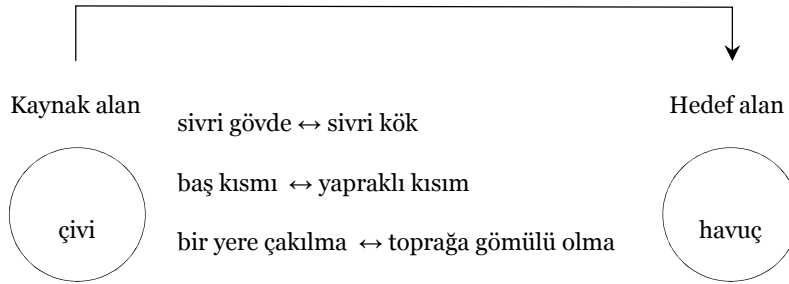 Kaynak alan
Hedef alan
sivri gövde ↔ sivri kök
baş kısmı ↔ yapraklı kısım
çivi
bir yere çakılma ↔ toprağa gömülü olma
havuç